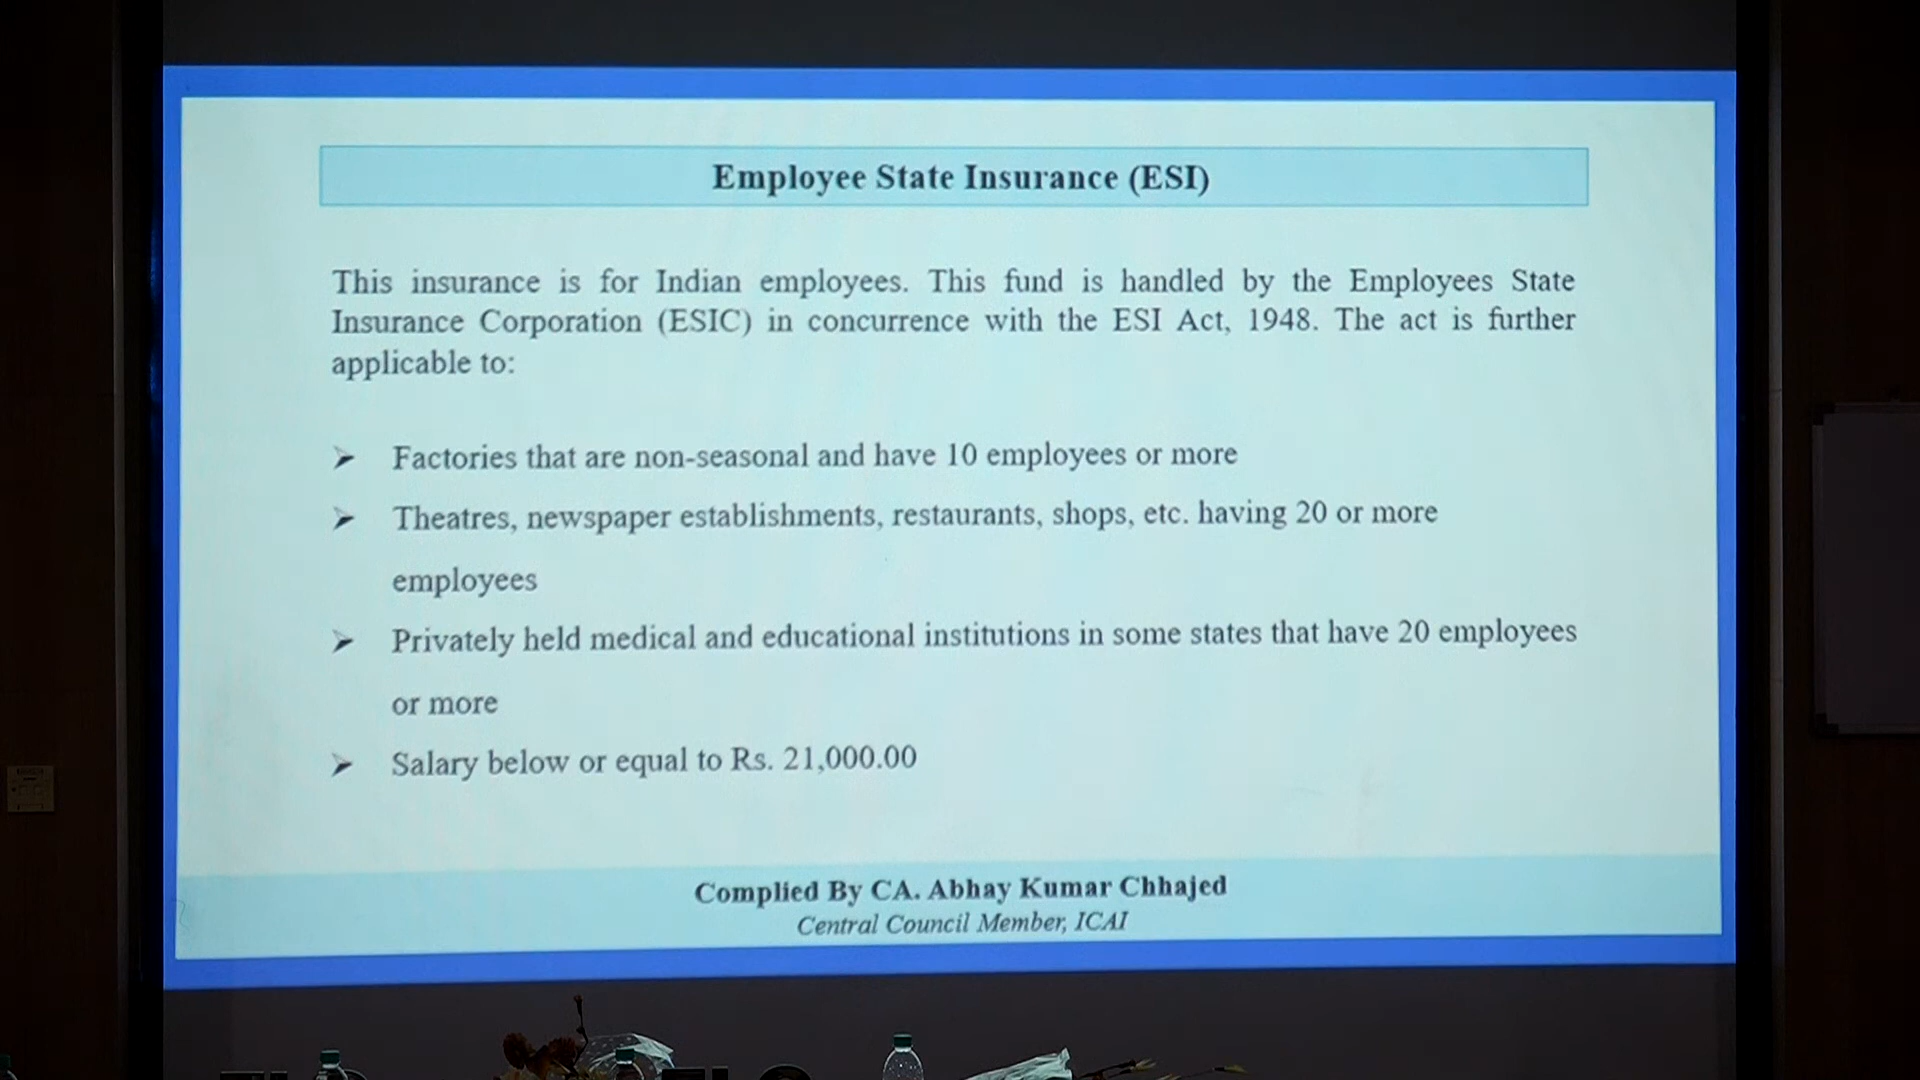 Employee State Insurance (ESI)
This insurance is for Indian employees. This fund is handled by the Employees State
Insurance Corporation (ESIC) in concurrence with the ESI Act, 1948. The act is further
applicable to:
➢ Factories that are non-seasonal and have 10 employees or more
➢ Theatres, newspaper establishments, restaurants, shops, etc. having 20 or more
employees
➢ Privately held medical and educational institutions in some states that have 20 employees
or more
➢ Salary below or equal to Rs. 21,000.00
Complied By CA. Abhay Kumar Chhajed
Central Council Member, ICAI